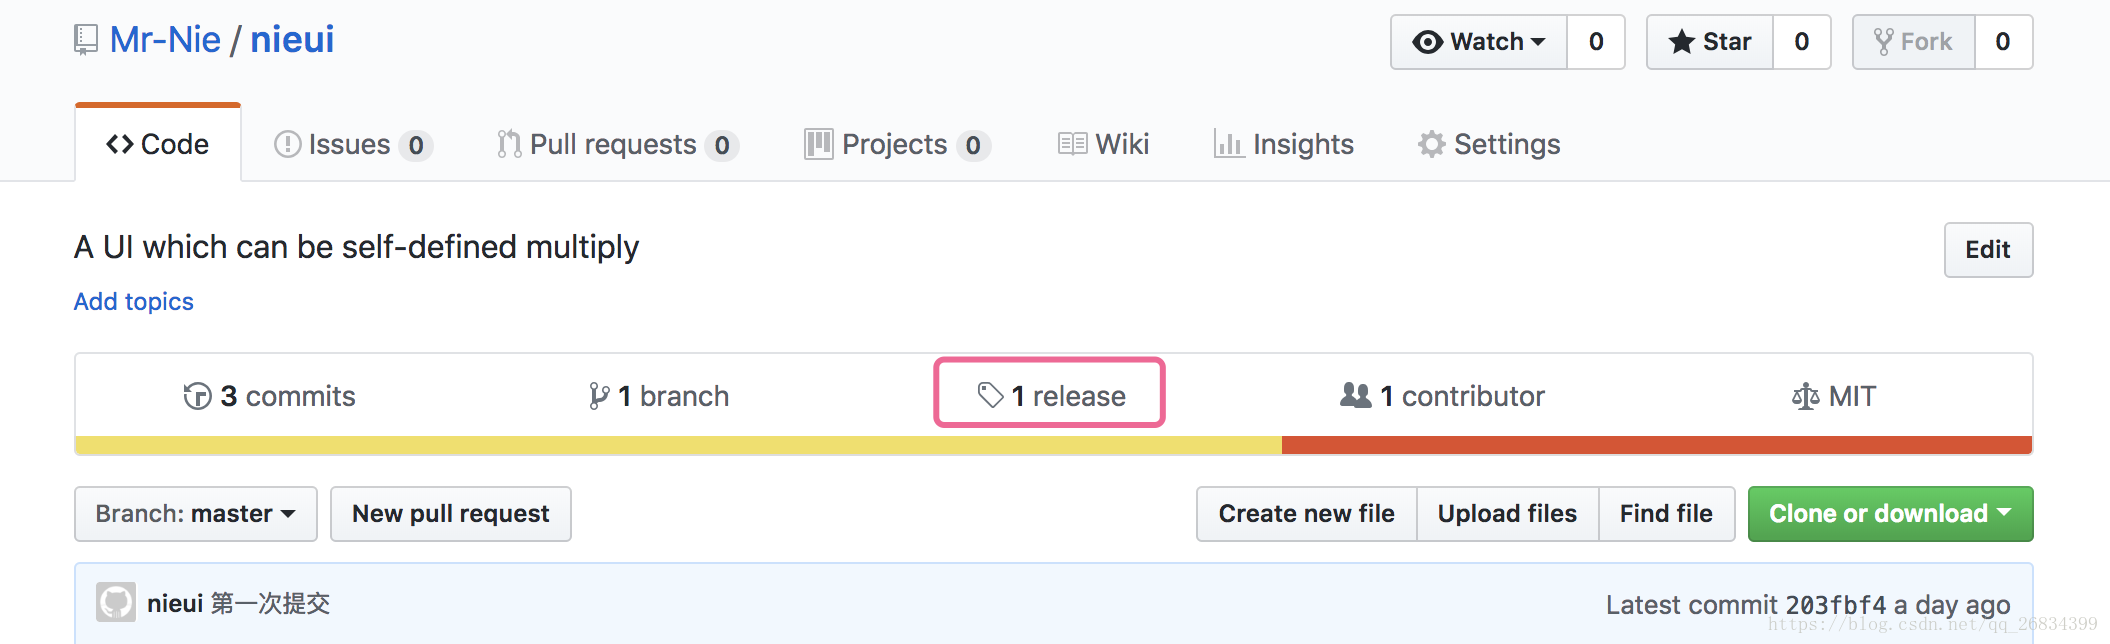 Mr-Nie / nieui Watch 0 Star 0 Fork 0
Code Issues 0 Pull requests 0 Projects 0 Wiki Insights Settings
A UI which can be self-defined multiply Edit
Add topics
3 commits 1 branch 1 release 1 contributor MIT
Branch: master New pull request Create new file Upload files Find file Clone or download
nieui 第一次提交 Latest commit 203fbf4 a day ago
https://blog.csdn.net/qq_26834399